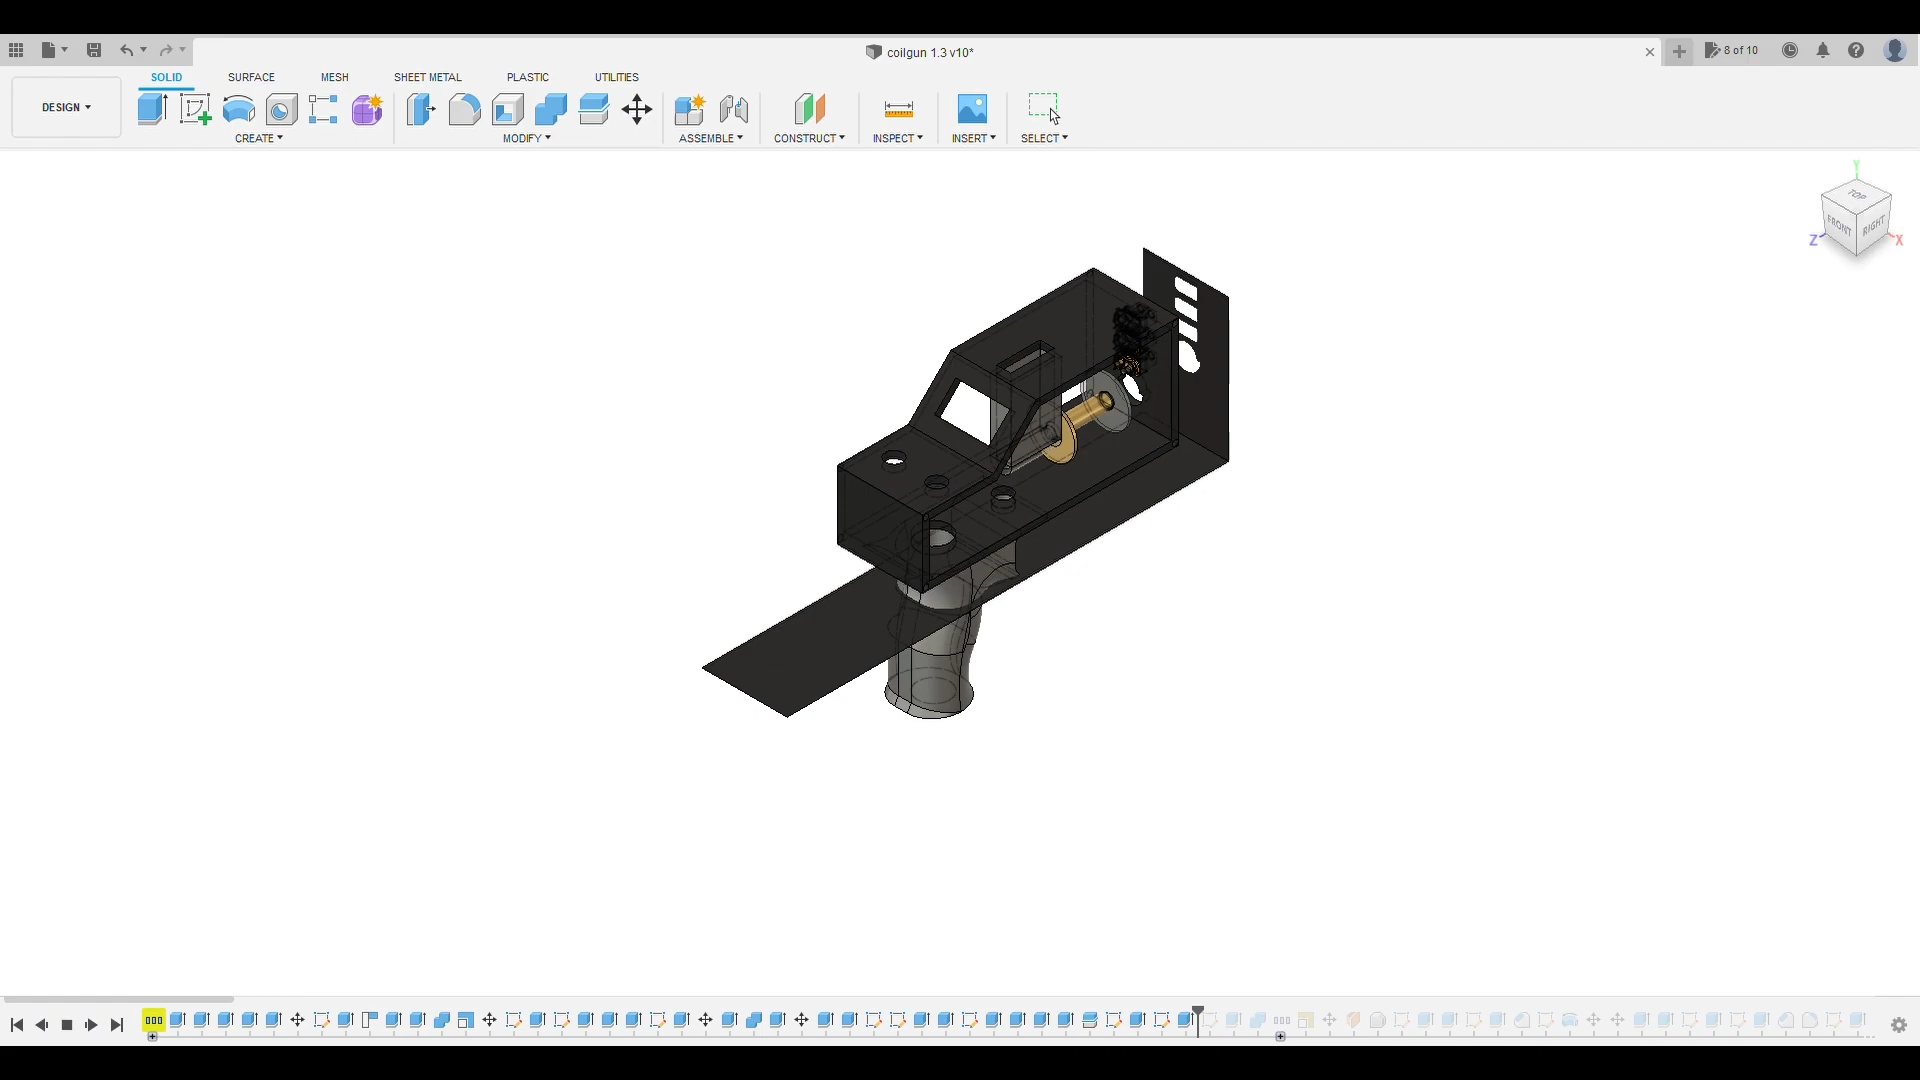 coilgun 1.3 v10*
8 of 10
SOLID SURFACE MESH SHEET METAL PLASTIC UTILITIES
DESIGN
CREATE MODIFY ASSEMBLE CONSTRUCT INSPECT INSERT SELECT
Y
TOP
FRONT RIGHT
Z X